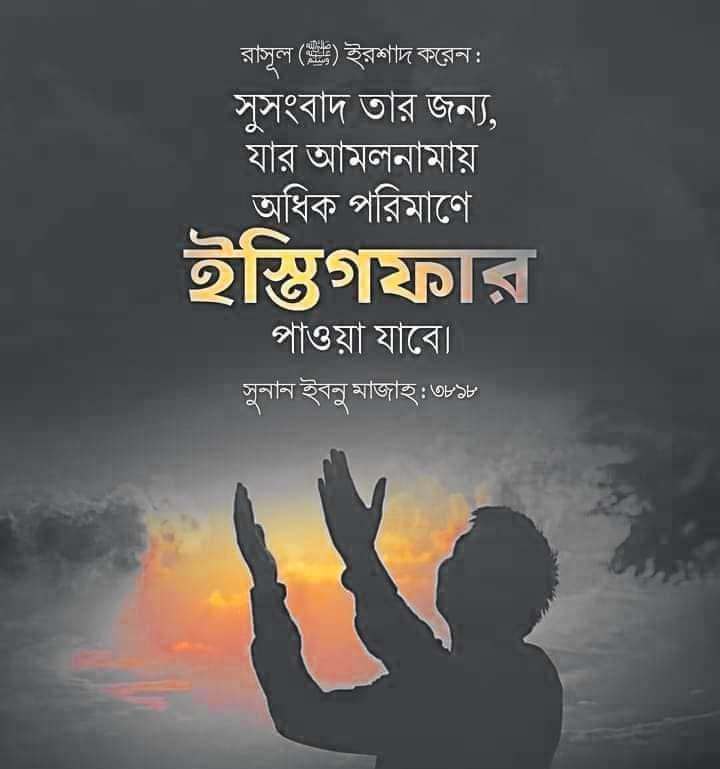 রাসূল (ﷺ) ইরশাদ করেন:
সুসংবাদ তার জন্য,
যার আমলনামায়
অধিক পরিমাণে
ইস্তিগফার
পাওয়া যাবে।
সুনান ইবনু মাজাহ:৩৮১৮